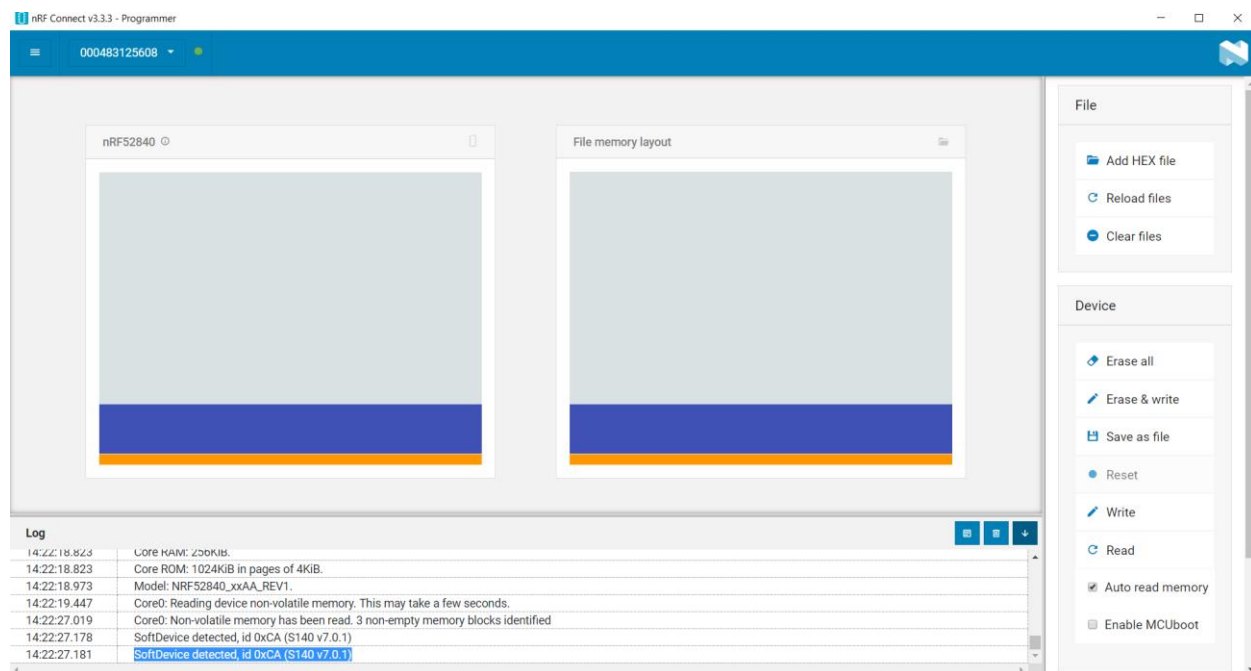 nRF Connect v3.3.3 - Programmer
000483125608
nRF52840
File memory layout
File
Add HEX file
Reload files
Clear files
Device
Erase all
Erase & write
Save as file
Reset
Write
Read
Auto read memory
Enable MCUboot
Log
14:22:18.823 Core RAM: 256KiB.
14:22:18.823 Core ROM: 1024KiB in pages of 4KiB.
14:22:18.973 Model: NRF52840_xxAA_REV1.
14:22:19.447 Core0: Reading device non-volatile memory. This may take a few seconds.
14:22:27.019 Core0: Non-volatile memory has been read. 3 non-empty memory blocks identified
14:22:27.178 SoftDevice detected, id 0xCA (S140 v7.0.1)
14:22:27.181 SoftDevice detected, id 0xCA (S140 v7.0.1)